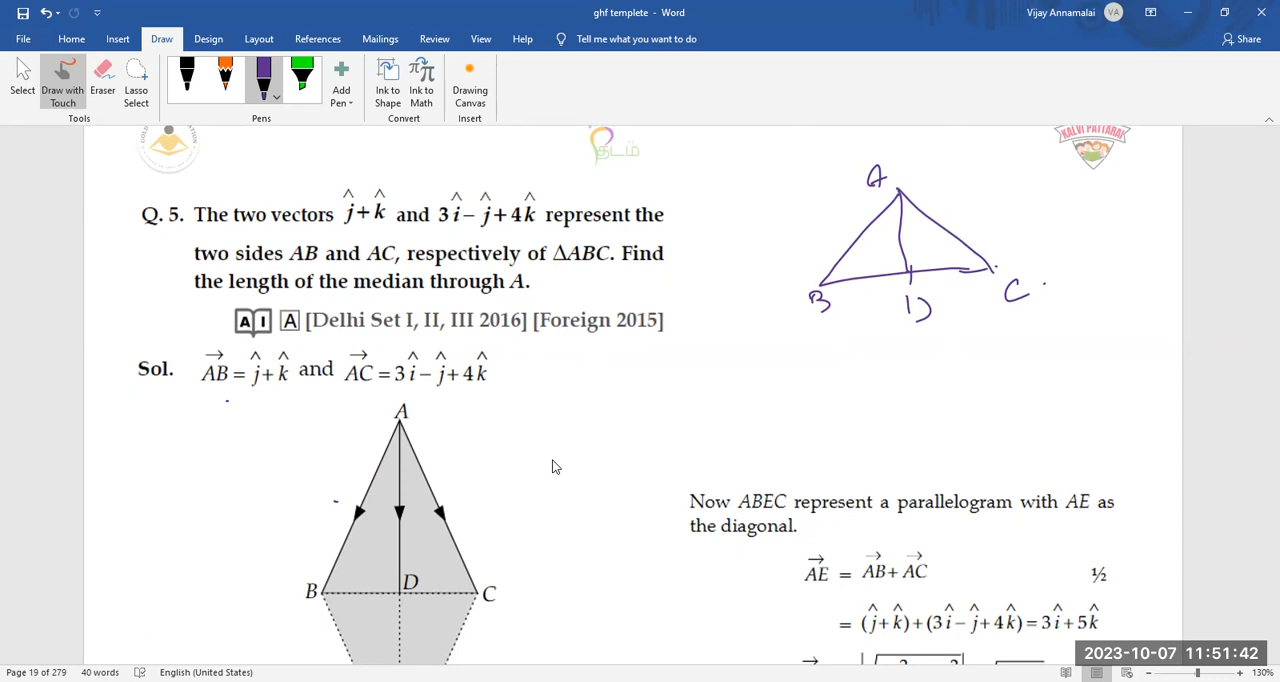 ghf templete - Word
Vijay Annamalai
VA
File Home Insert Draw Design Layout References Mailings Review View Help Tell me what you want to do
Share
Select
Draw with Touch
Eraser
Lasso Select
Add Pen
Ink to Shape
Ink to Math
Drawing Canvas
Tools
Pens
Convert
Insert
தடம்
KALVI PATTARAI
A
B
D
C
Q. 5. The two vectors ĵ + k̂ and 3î − ĵ + 4k̂ represent the
two sides AB and AC, respectively of ΔABC. Find
the length of the median through A.
AI A [Delhi Set I, II, III 2016] [Foreign 2015]
Sol. AB→ = ĵ + k̂ and AC→ = 3î − ĵ + 4k̂
A
B
D
C
Now ABEC represent a parallelogram with AE as
the diagonal.
AE→ = AB→ + AC→ ½
= (ĵ + k̂) + (3î − ĵ + 4k̂) = 3î + 5k̂
2023-10-07 11:51:42
Page 19 of 279 40 words English (United States)
130%